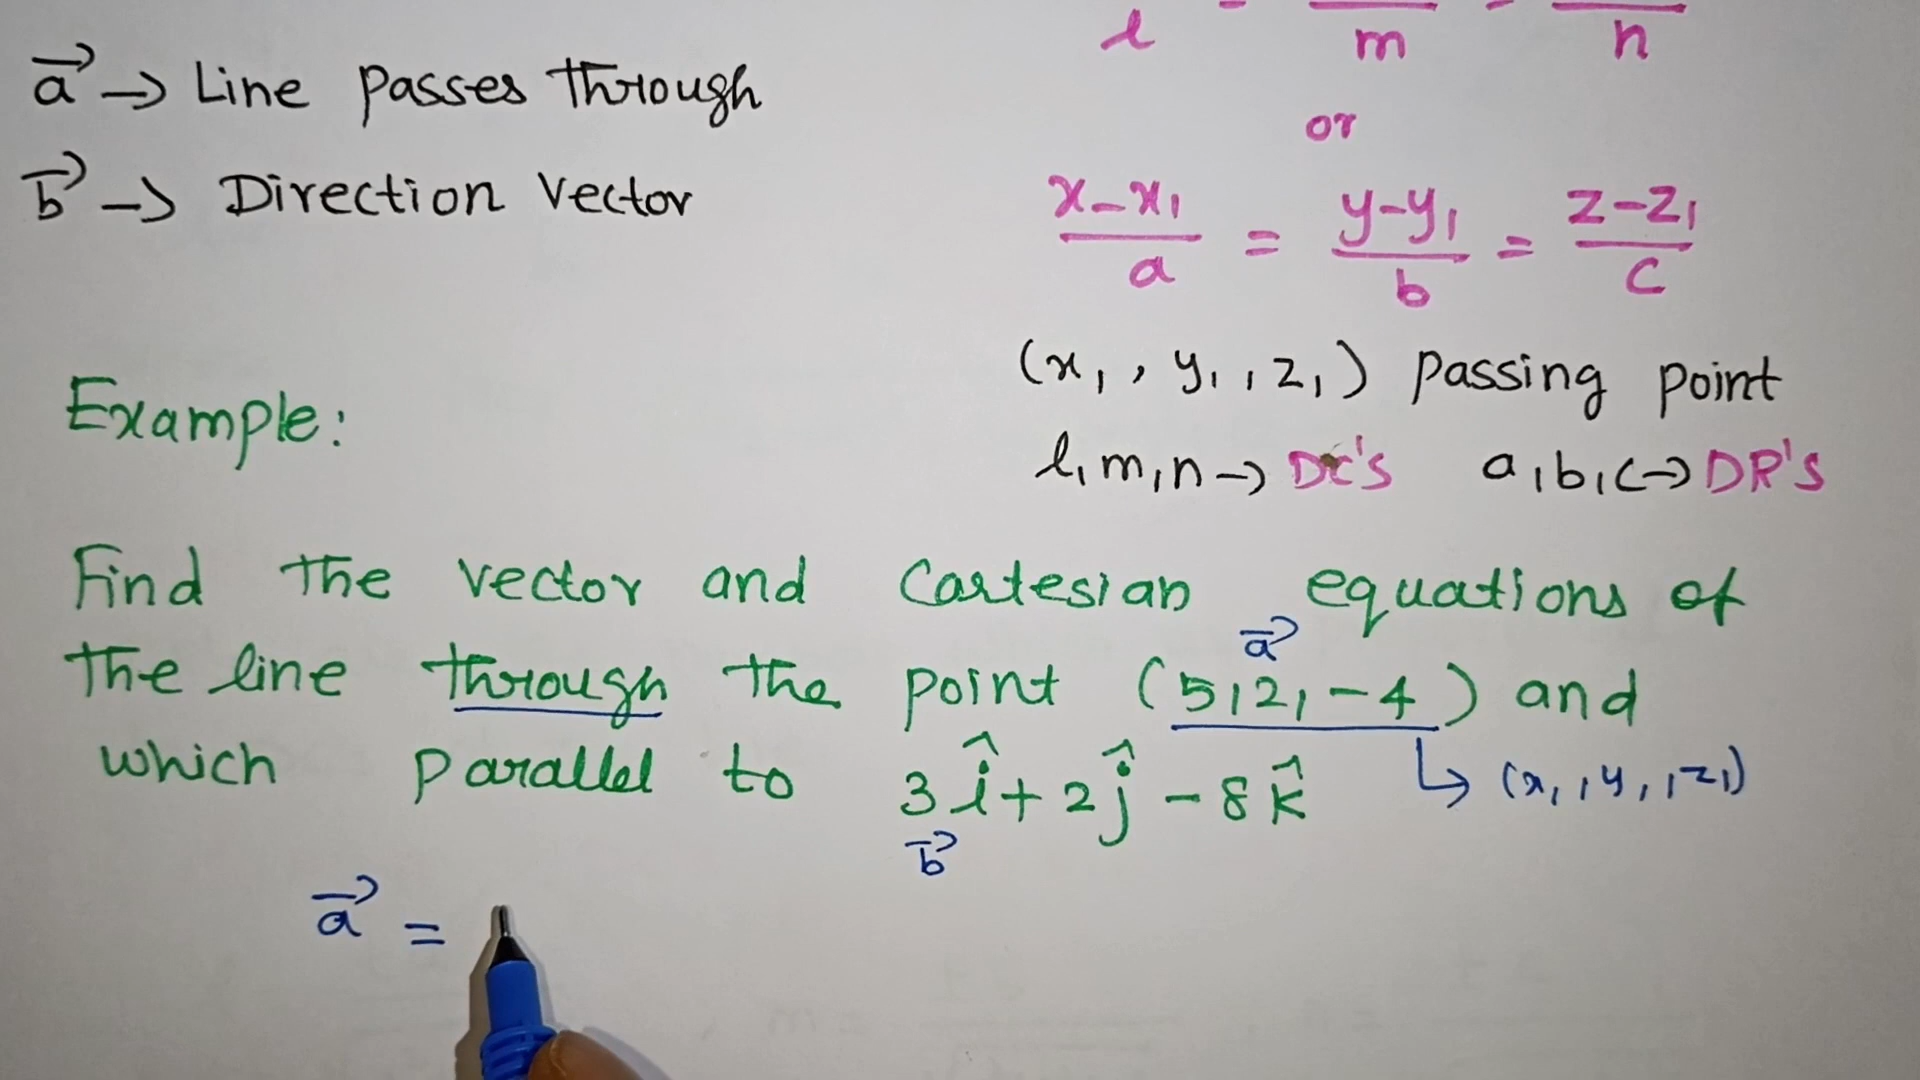 a⃗ → Line passes through
b⃗ → Direction Vector
l = m = n
or
x-x₁/a = y-y₁/b = z-z₁/c
(x₁, y₁, z₁) passing point
l, m, n → DC's a, b, c → DR's
Example:
Find the vector and Cartesian equations of
a⃗
the line through the point (5, 2, -4) and
which parallel to 3î + 2ĵ - 8k̂ ↳ (x₁, y₁, z₁)
b⃗
a⃗ =